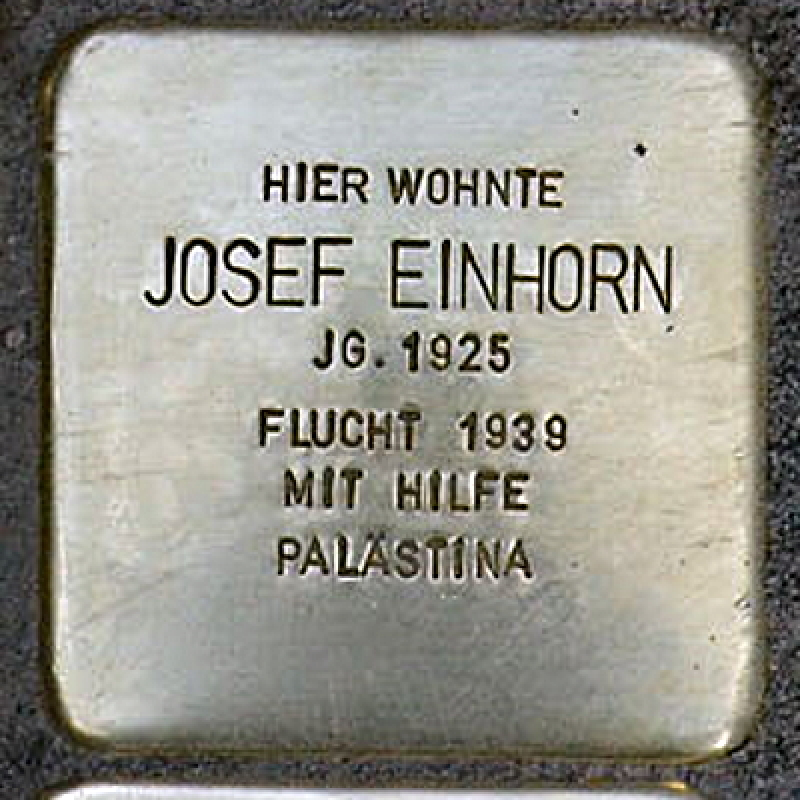 HIER WOHNTE
JOSEF EINHORN
JG. 1925
FLUCHT 1939
MIT HILFE
PALÄSTINA